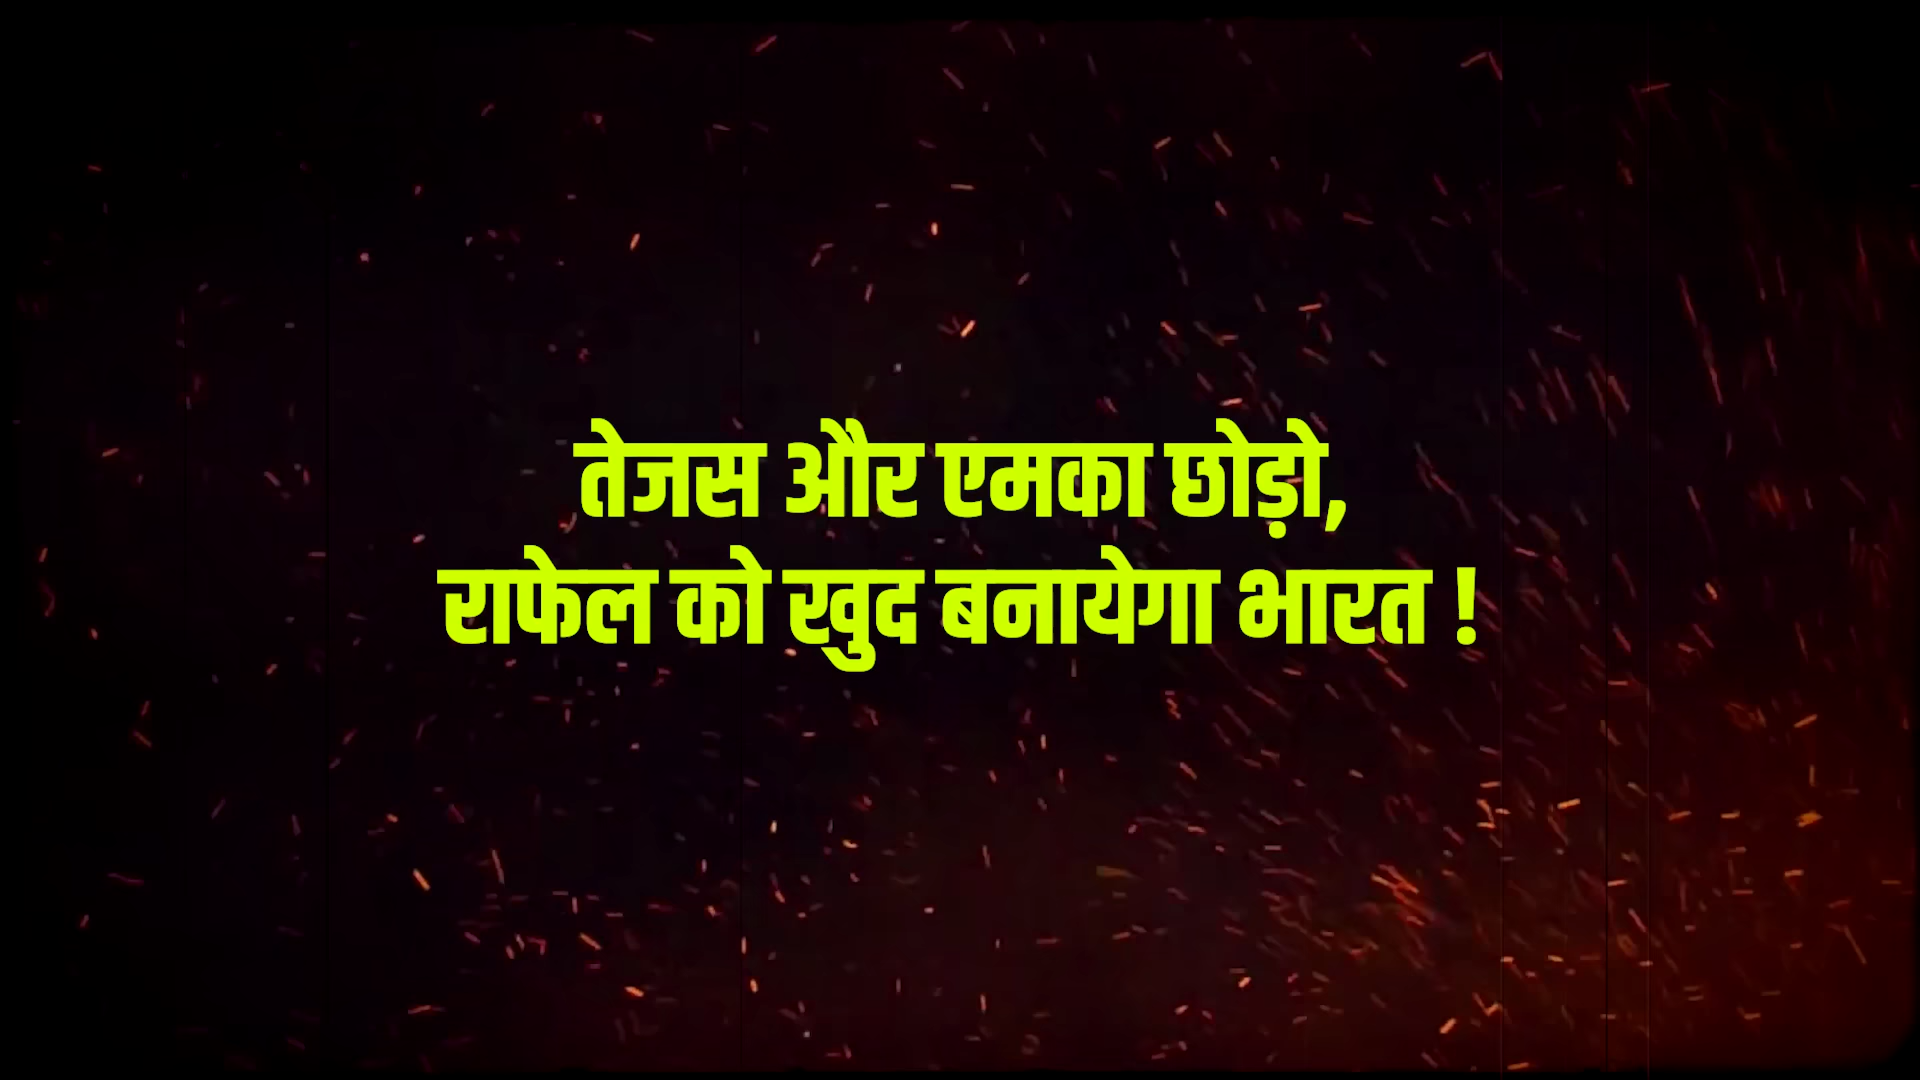 तेजस और एमका छोड़ो,
राफेल को खुद बनायेगा भारत !